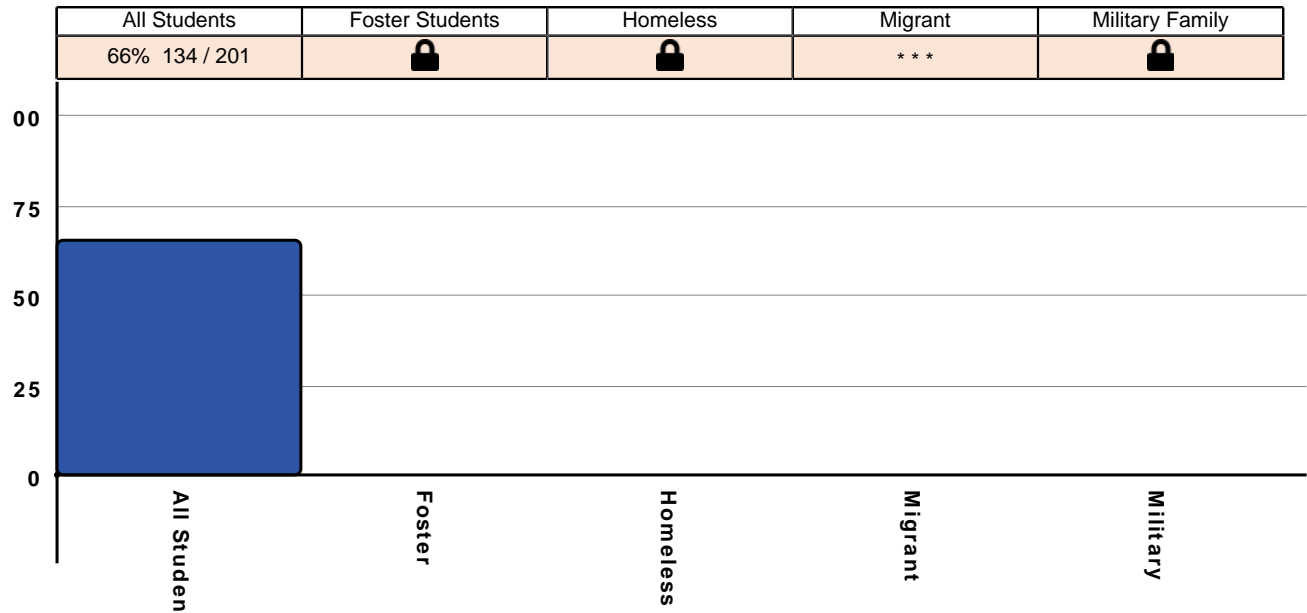 All Students Foster Students Homeless Migrant Military Family
66% 134 / 201 * * *
00
75
50
25
0
All Studen
Foster
Homeless
Migrant
Military